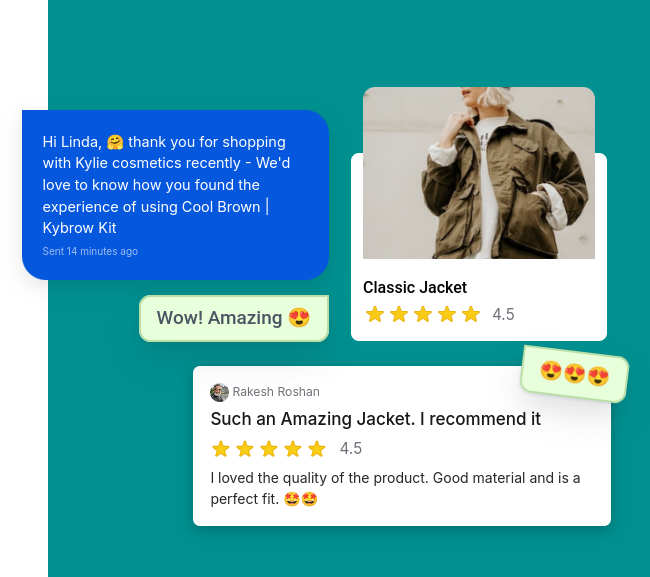 Hi Linda, 🤗 thank you for shopping
with Kylie cosmetics recently - We'd
love to know how you found the
experience of using Cool Brown |
Kybrow Kit
Sent 14 minutes ago
Wow! Amazing 😍
Classic Jacket
4.5
😍😍😍
Rakesh Roshan
Such an Amazing Jacket. I recommend it
4.5
I loved the quality of the product. Good material and is a
perfect fit. 🤩🤩